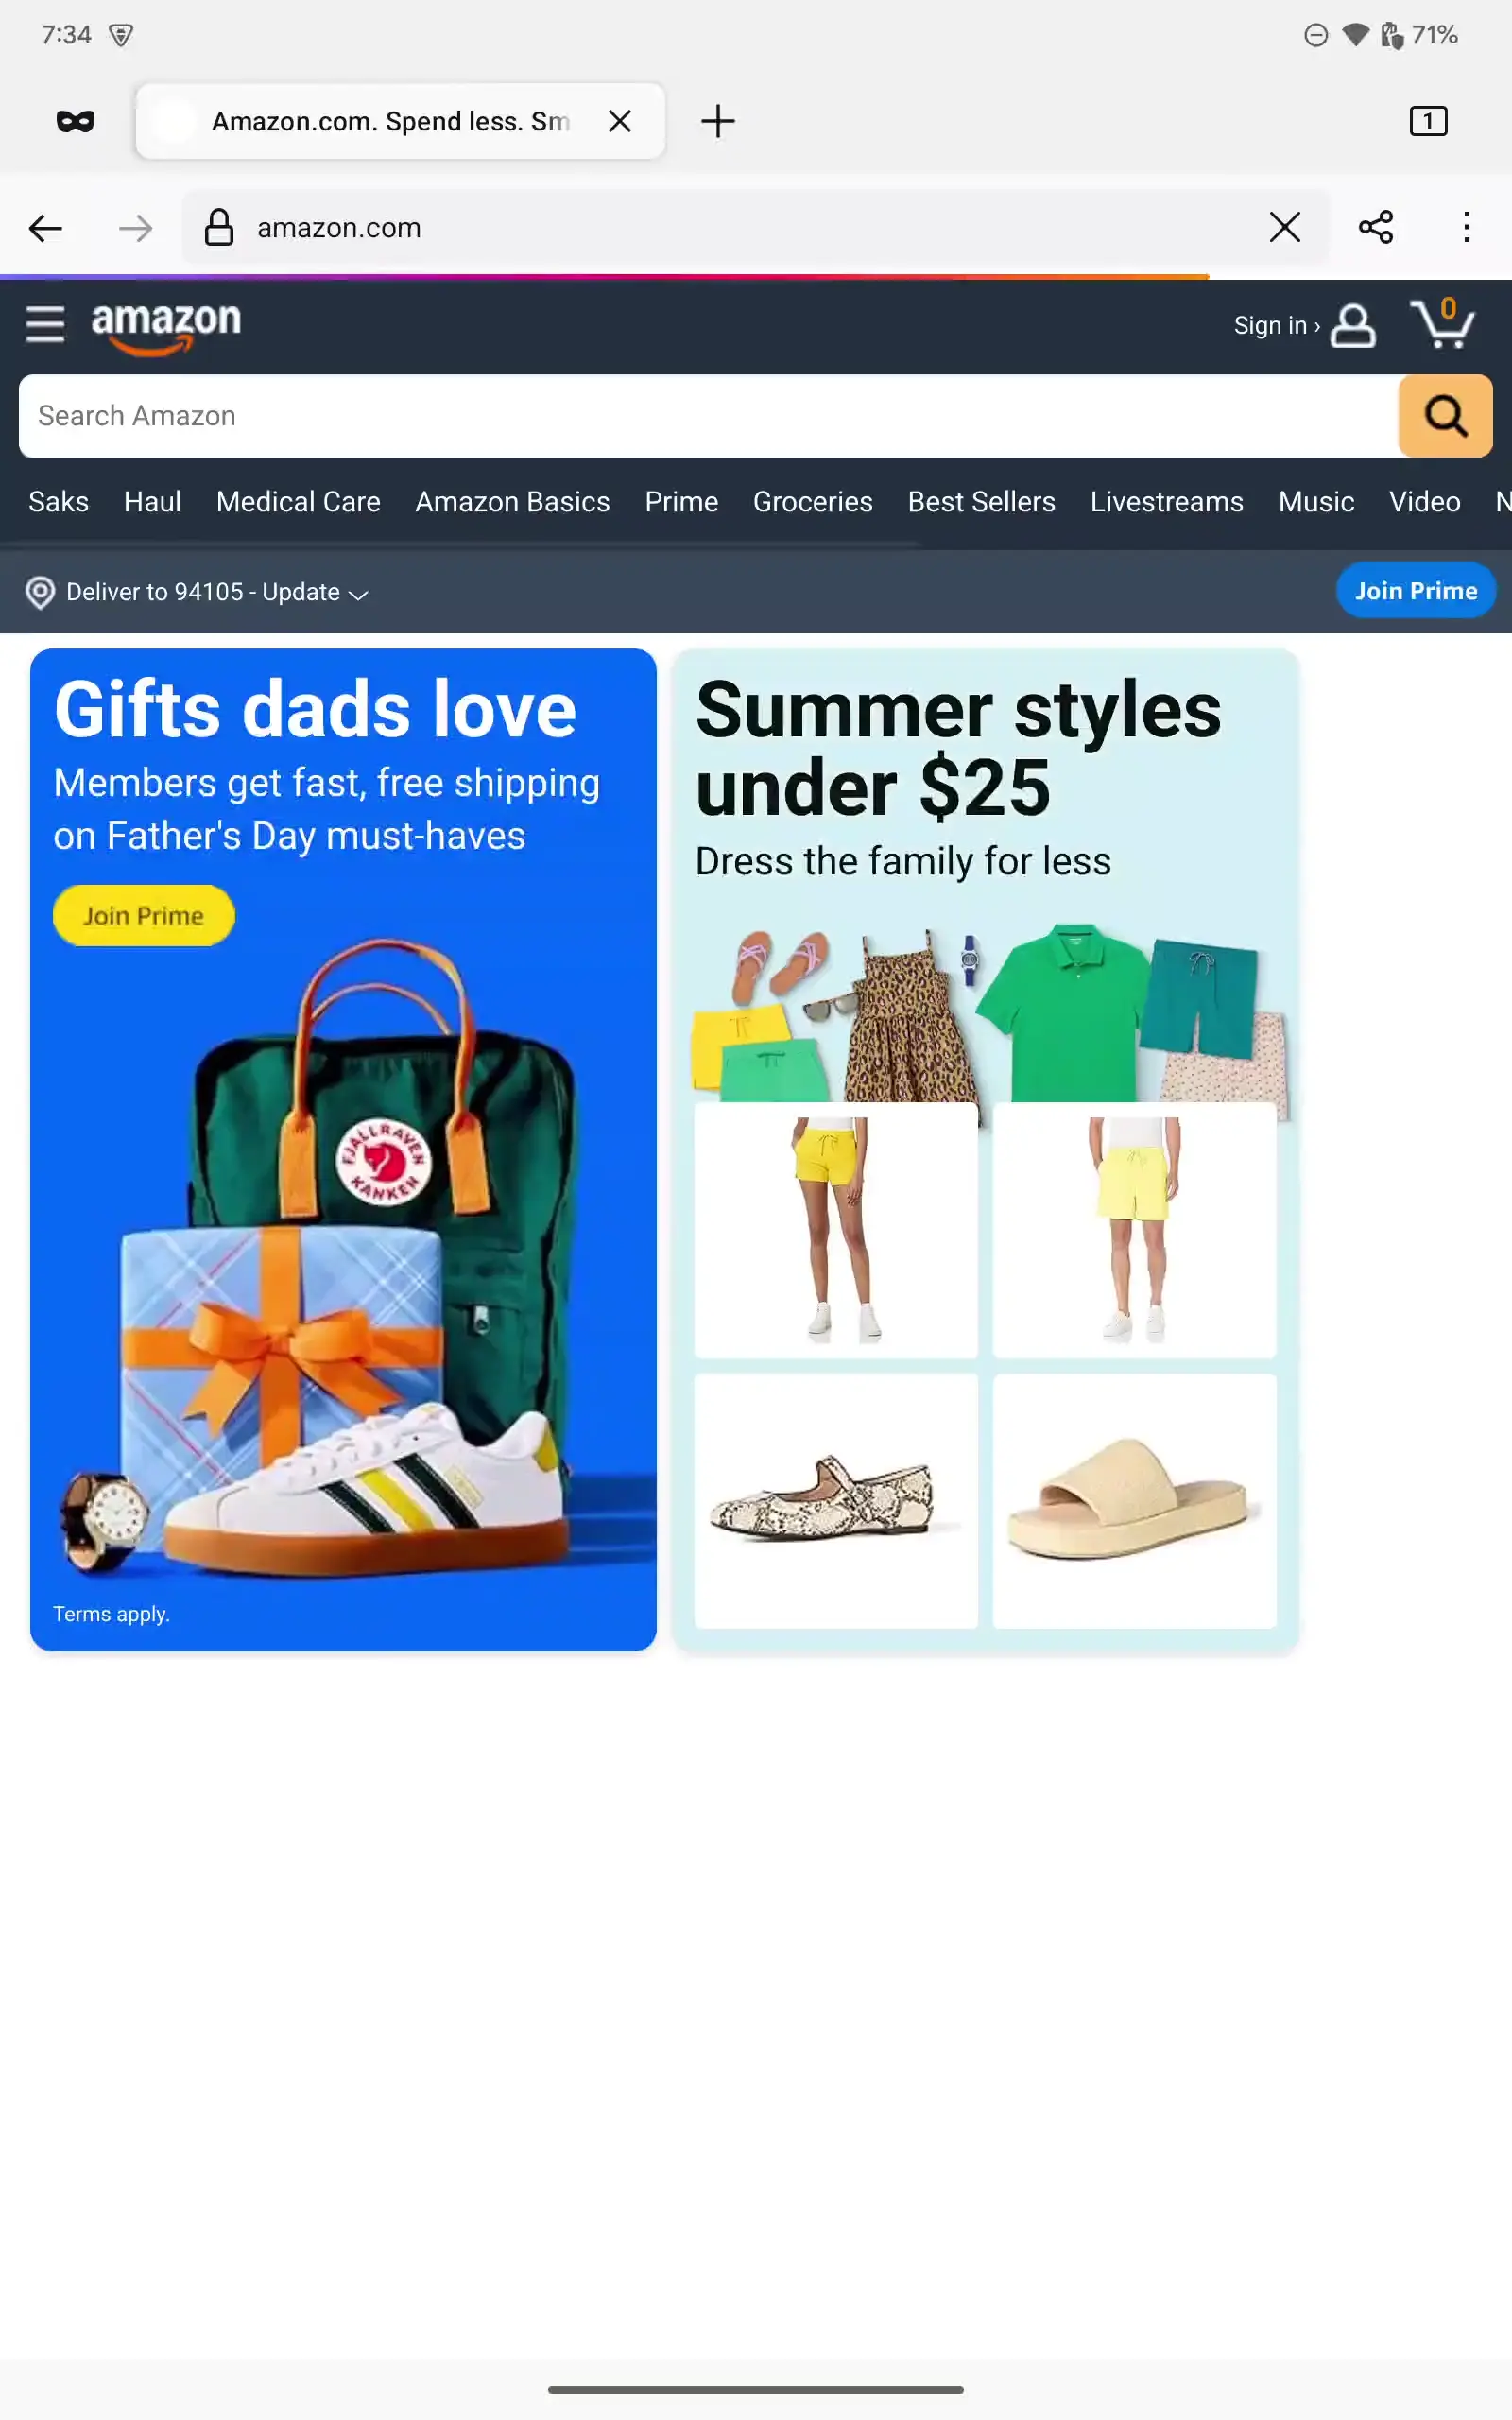 7:34
71%
Amazon.com. Spend less. Sm
1
amazon.com
amazon
Sign in ›
0
Search Amazon
Saks Haul Medical Care Amazon Basics Prime Groceries Best Sellers Livestreams Music Video N
Deliver to 94105 - Update
Join Prime
Gifts dads love
Members get fast, free shipping
on Father's Day must-haves
Join Prime
FJALLRAVEN
KANKEN
Terms apply.
Summer styles
under $25
Dress the family for less